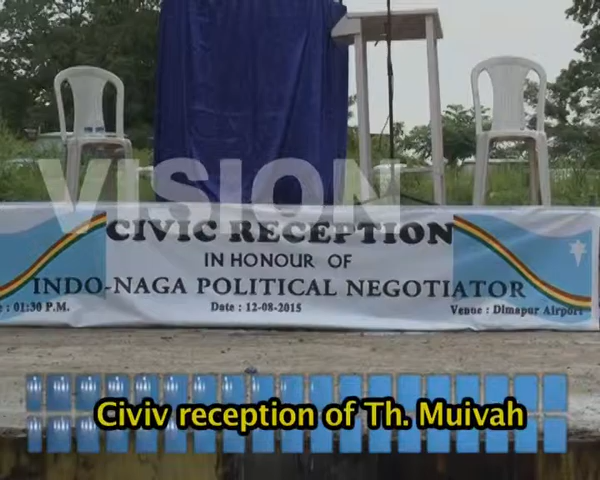 VISION
CIVIC RECEPTION
IN HONOUR OF
INDO-NAGA POLITICAL NEGOTIATOR
: 01:30 P.M.
Date : 12-08-2015
Venue : Dimapur Airport
Civiv reception of Th. Muivah